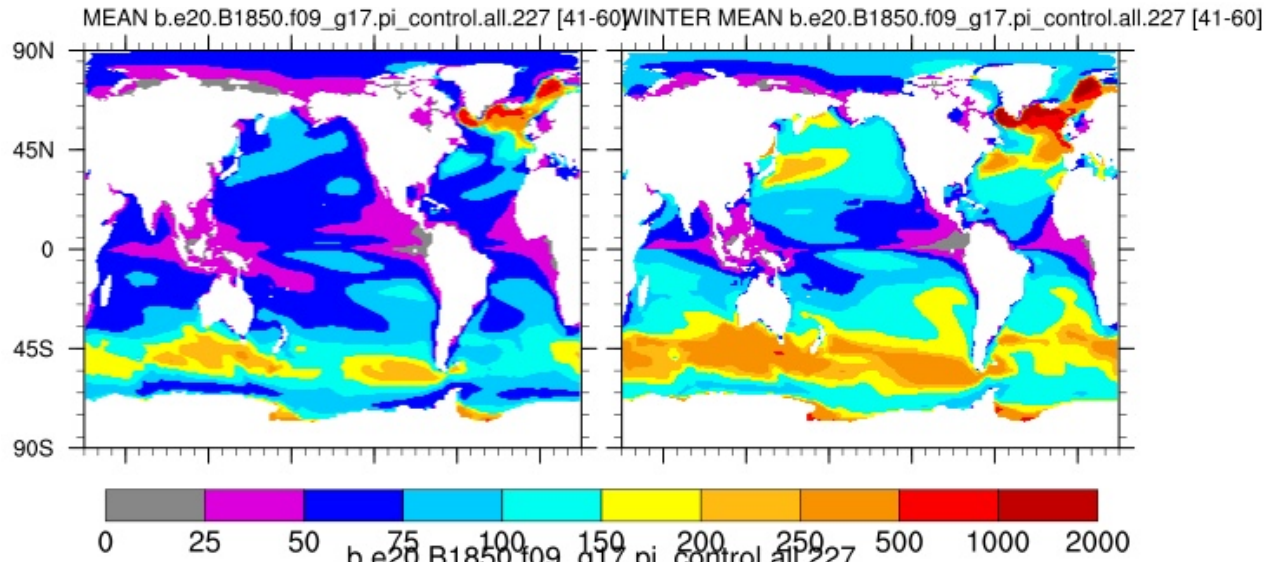 MEAN b.e20.B1850.f09_g17.pi_control.all.227 [41-60]
WINTER MEAN b.e20.B1850.f09_g17.pi_control.all.227 [41-60]
90N
45N
0
45S
90S
0 25 50 75 100 150 200 250 500 1000 2000
b.e20.B1850.f09_g17.pi_control.all.227